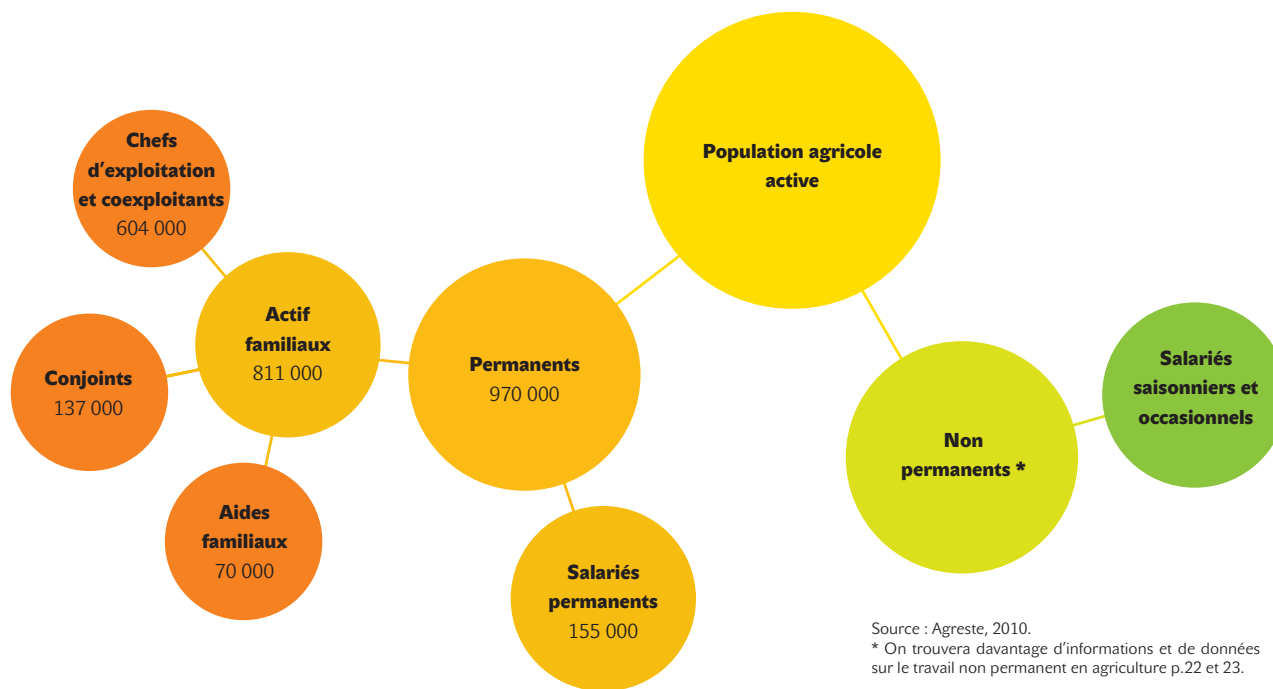 Population agricole
active
Chefs
d'exploitation
et coexploitants
604 000
Actif
familiaux
811 000
Permanents
970 000
Conjoints
137 000
Aides
familiaux
70 000
Salariés
permanents
155 000
Non
permanents *
Salariés
saisonniers et
occasionnels
Source : Agreste, 2010.
* On trouvera davantage d'informations et de données
sur le travail non permanent en agriculture p.22 et 23.